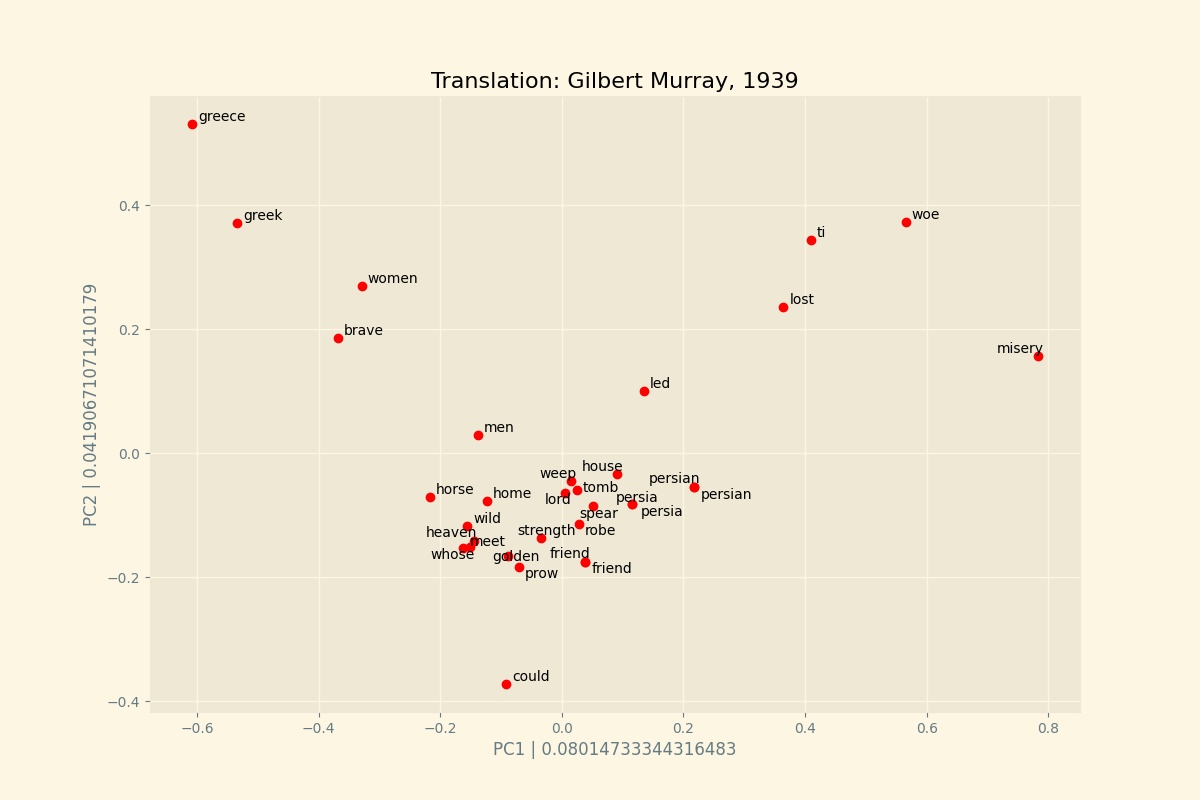 Translation: Gilbert Murray, 1939
greece
greek
women
brave
woe
ti
lost
misery
led
men
house
weep
persian
horse
home
lord
tomb
persia
persian
wild
spear
persia
heaven
meet
strength
robe
whose
golden
friend
prow
friend
could
0.4
0.2
0.0
−0.2
−0.4
PC2 | 0.0419067107141​0179
−0.6 −0.4 −0.2 0.0 0.2 0.4 0.6 0.8
PC1 | 0.08014733344316483